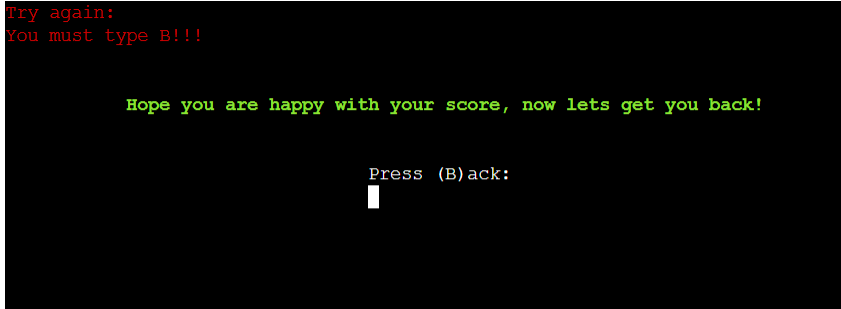 Try again:
You must type B!!!
Hope you are happy with your score, now lets get you back!
Press (B)ack: